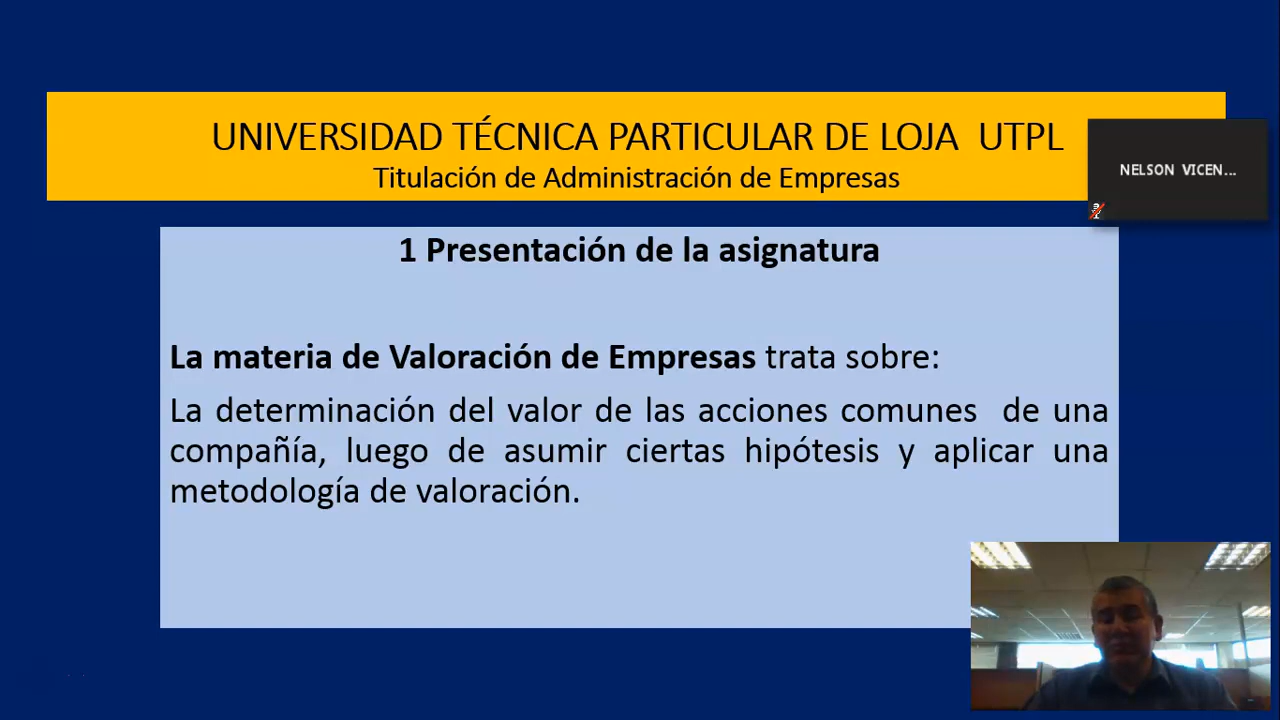 UNIVERSIDAD TÉCNICA PARTICULAR DE LOJA UTPL
Titulación de Administración de Empresas
NELSON VICEN...
1 Presentación de la asignatura
La materia de Valoración de Empresas trata sobre:
La determinación del valor de las acciones comunes de una
compañía, luego de asumir ciertas hipótesis y aplicar una
metodología de valoración.